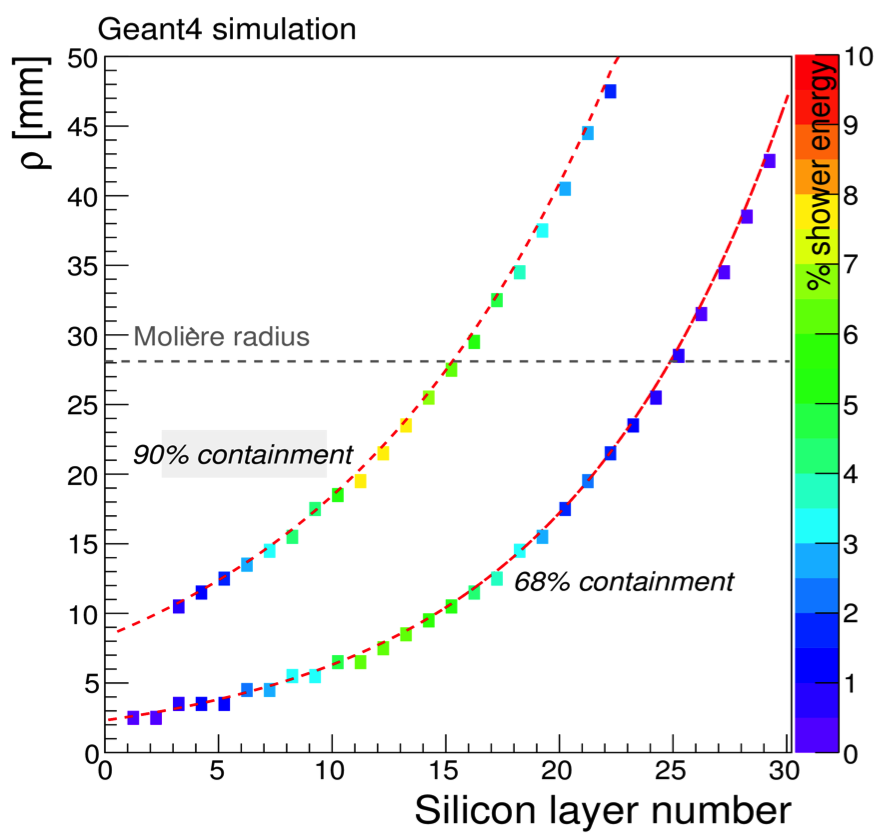 Geant4 simulation
ρ [mm]
50
45
40
35
30
25
20
15
10
5
0
Molière radius
90% containment
68% containment
0 5 10 15 20 25 30
Silicon layer number
10
9
8
7
6
5
4
3
2
1
0
% shower energy